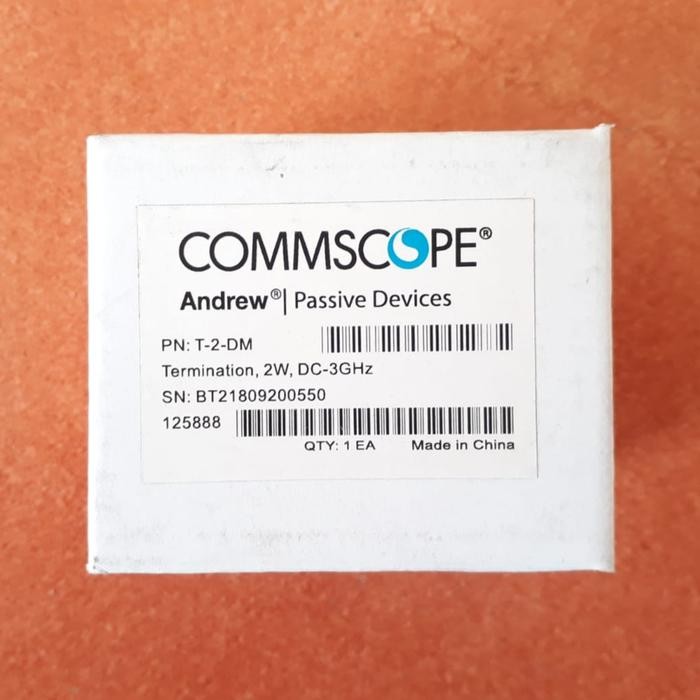 COMMSCOPE®
Andrew® | Passive Devices
PN: T-2-DM
Termination, 2W, DC-3GHz
SN: BT21809200550
125888
QTY: 1 EA Made in China